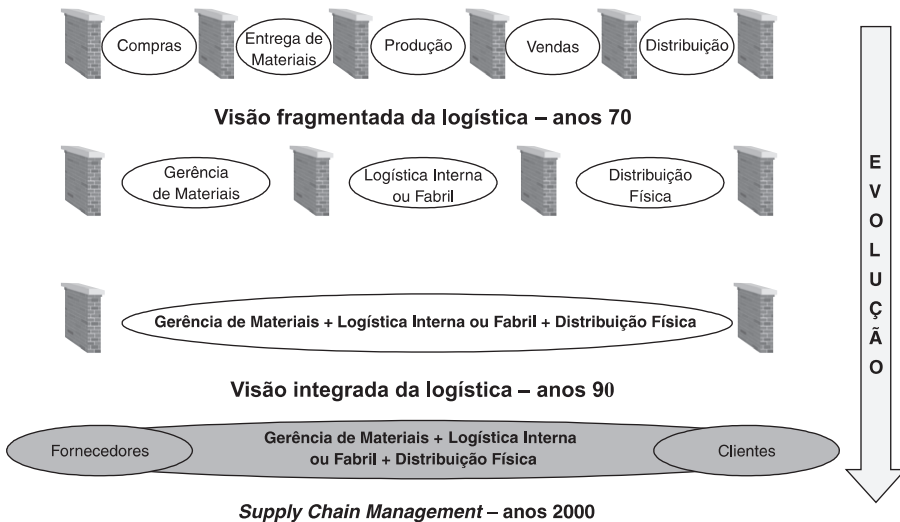 Compras
Entrega de
Materiais
Produção
Vendas
Distribuição
Visão fragmentada da logística – anos 70
Gerência
de Materiais
Logística Interna
ou Fabril
Distribuição
Física
Gerência de Materiais + Logística Interna ou Fabril + Distribuição Física
Visão integrada da logística – anos 90
Fornecedores
Gerência de Materiais + Logística Interna
ou Fabril + Distribuição Física
Clientes
Supply Chain Management – anos 2000
E
V
O
L
U
Ç
Ã
O